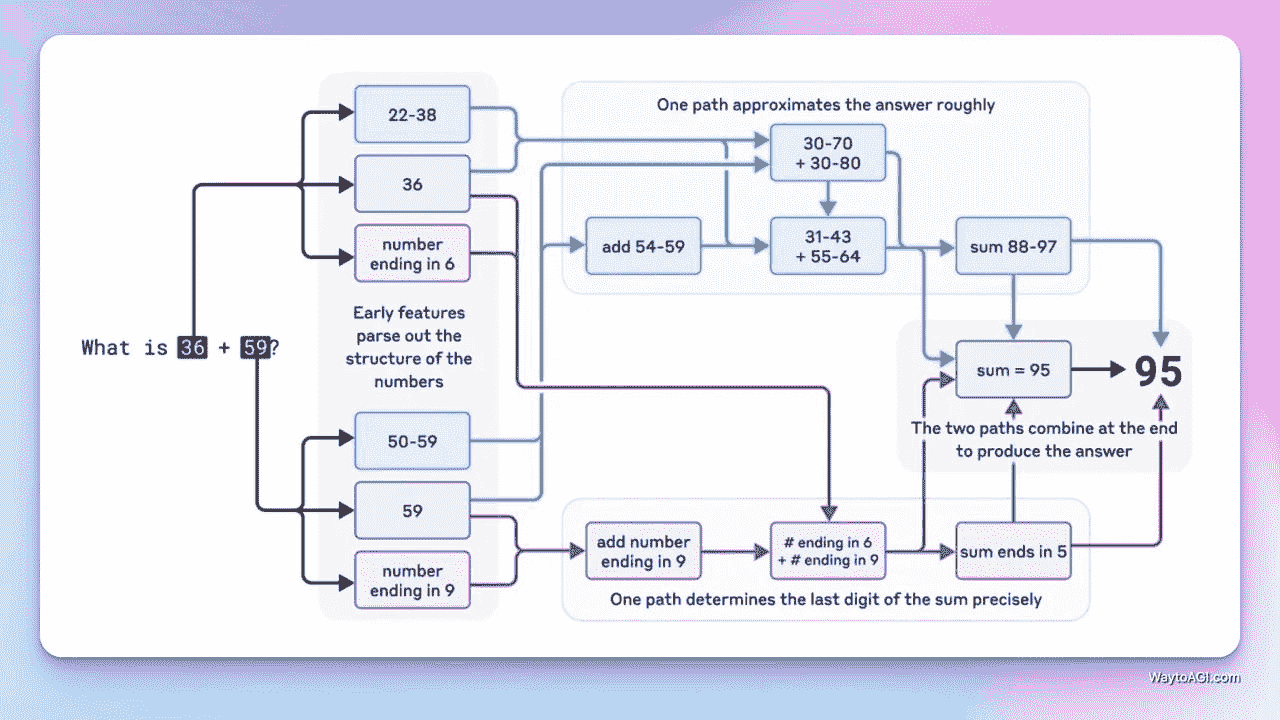 22-38
36
number
ending in 6
Early features
parse out the
structure of the
numbers
What is 36 + 59?
50-59
59
number
ending in 9
One path approximates the answer roughly
30-70
+ 30-80
add 54-59
31-43
+ 55-64
sum 88-97
sum = 95
95
The two paths combine at the end
to produce the answer
add number
ending in 9
# ending in 6
+ # ending in 9
sum ends in 5
One path determines the last digit of the sum precisely
WaytoAGI.com